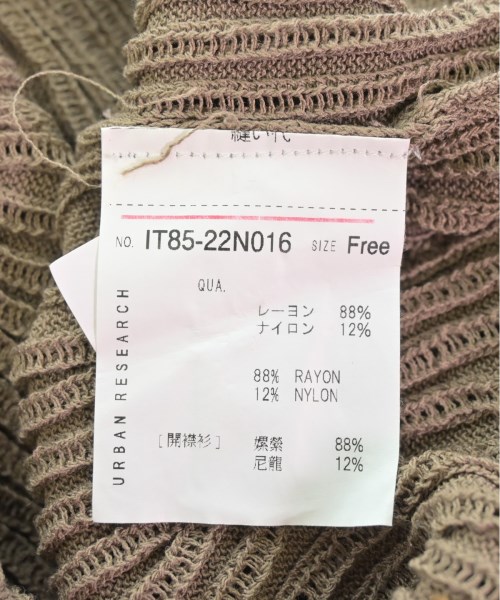 縫い代
NO. IT85-22N016 SIZE Free
QUA.
レーヨン 88%
ナイロン 12%
88% RAYON
12% NYLON
[開襟衫] 嫘縈 88%
尼龍 12%
URBAN RESEARCH